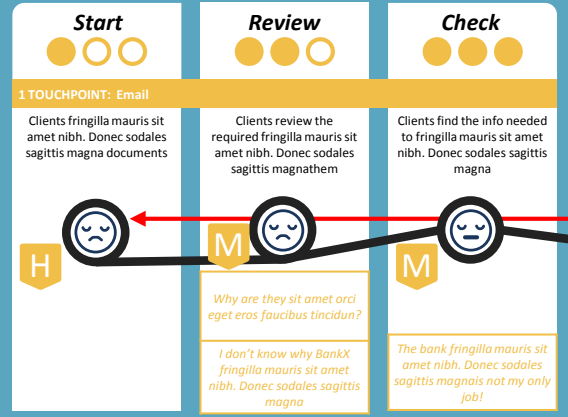 Start
Review
Check
1 TOUCHPOINT: Email
Clients fringilla mauris sit
amet nibh. Donec sodales
sagittis magna documents
Clients review the
required fringilla mauris sit
amet nibh. Donec sodales
sagittis magnathem
Clients find the info needed
to fringilla mauris sit amet
nibh. Donec sodales sagittis
magna
H
M
M
Why are they sit amet orci
eget eros faucibus tincidun?
I don't know why BankX
fringilla mauris sit amet
nibh. Donec sodales sagittis
magna
The bank fringilla mauris sit
amet nibh. Donec sodales
sagittis magnais not my only
job!